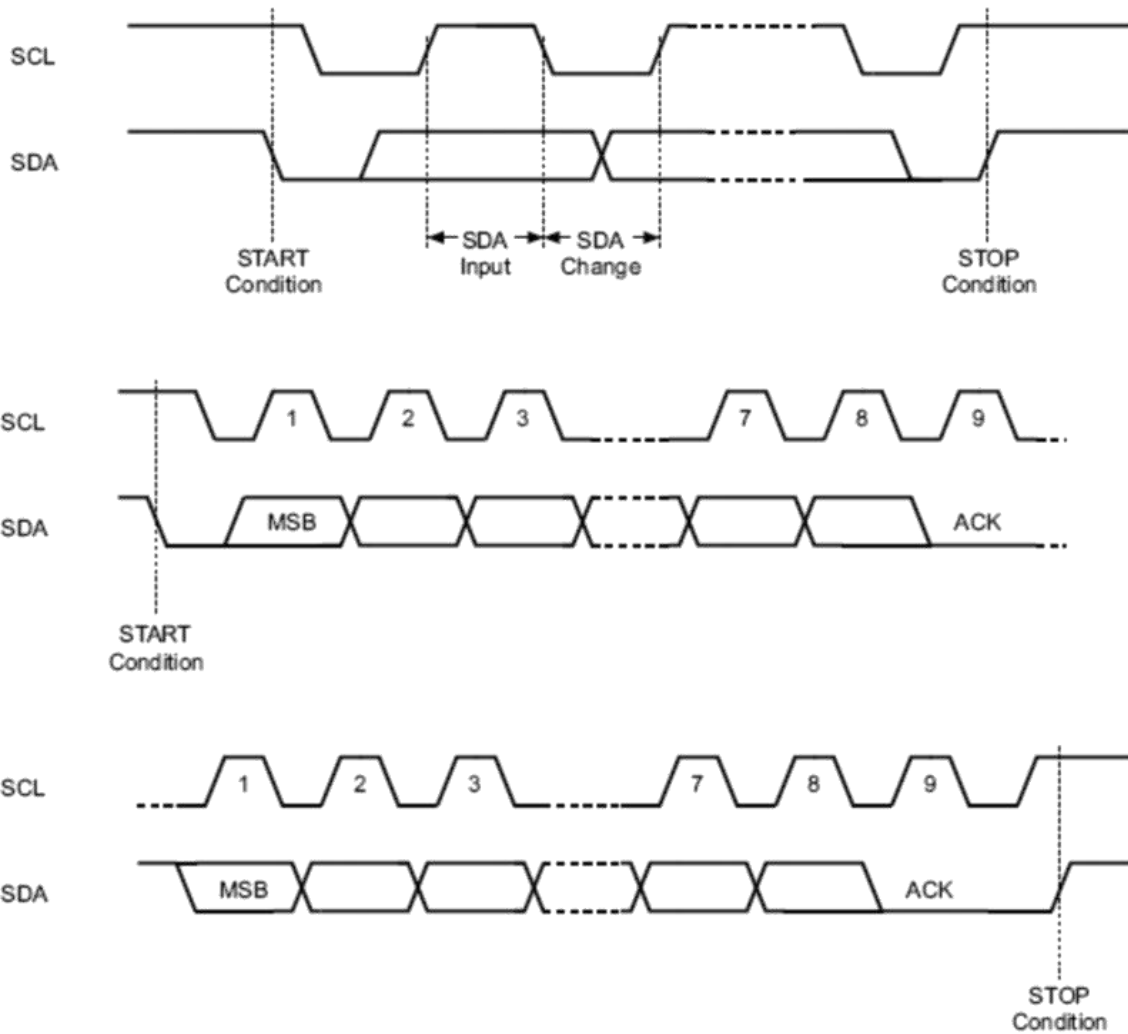 SCL
SDA
START
Condition
SDA
Input
SDA
Change
STOP
Condition
SCL
1 2 3 7 8 9
SDA
MSB
ACK
START
Condition
SCL
1 2 3 7 8 9
SDA
MSB
ACK
STOP
Condition